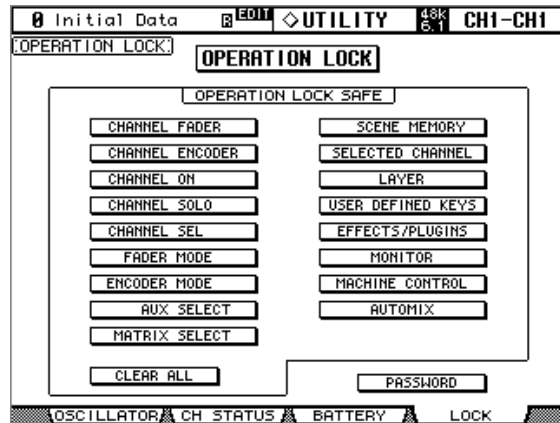 0 Initial Data R EDIT ◇UTILITY 48k 6.1 CH1-CH1
OPERATION LOCK
OPERATION LOCK
OPERATION LOCK SAFE
CHANNEL FADER SCENE MEMORY
CHANNEL ENCODER SELECTED CHANNEL
CHANNEL ON LAYER
CHANNEL SOLO USER DEFINED KEYS
CHANNEL SEL EFFECTS/PLUGINS
FADER MODE MONITOR
ENCODER MODE MACHINE CONTROL
AUX SELECT AUTOMIX
MATRIX SELECT
CLEAR ALL
PASSWORD
OSCILLATOR CH STATUS BATTERY LOCK